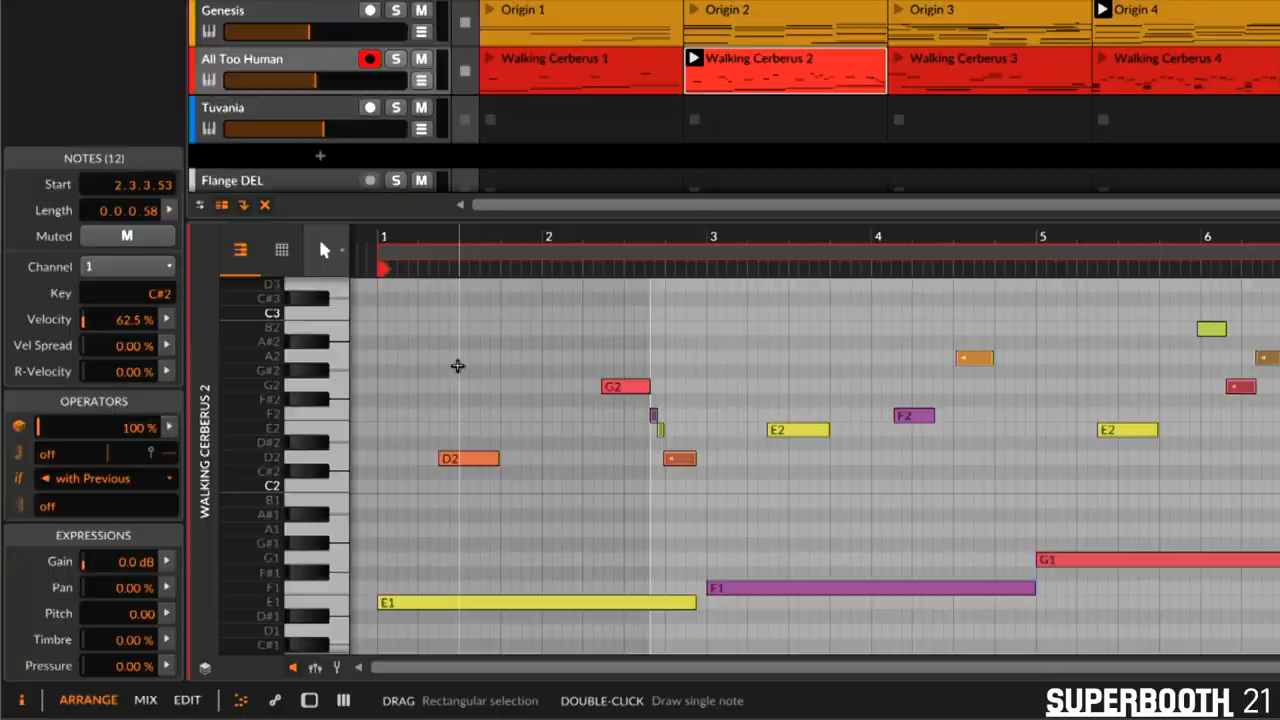 Genesis S M Origin 1 Origin 2 Origin 3 Origin 4
All Too Human S M Walking Cerberus 1 Walking Cerberus 2 Walking Cerberus 3 Walking Cerberus 4
Tuvania S M
+
Flange DEL S M
NOTES (12)
Start 2.3.3.53
Length 0.0.0.58
Muted M
Channel 1
Key C#2
Velocity 62.5 %
Vel Spread 0.00 %
R-Velocity 0.00 %
OPERATORS
100 %
off
if with Previous
off
EXPRESSIONS
Gain 0.0 dB
Pan 0.00 %
Pitch 0.00
Timbre 0.00 %
Pressure 0.00 %
WALKING CERBERUS 2
1 2 3 4 5 6
D3
C#3
C3
B2
A#2
A2
G#2
G2 G2
F#2
F2 F2
E2 E2 E2
D#2
D2 D2
C#2
C2
B1
A#1
A1
G#1
G1 G1
F#1
F1 F1
E1 E1
D#1
D1
C#1
i ARRANGE MIX EDIT DRAG Rectangular selection DOUBLE-CLICK Draw single note
SUPERBOOTH 21